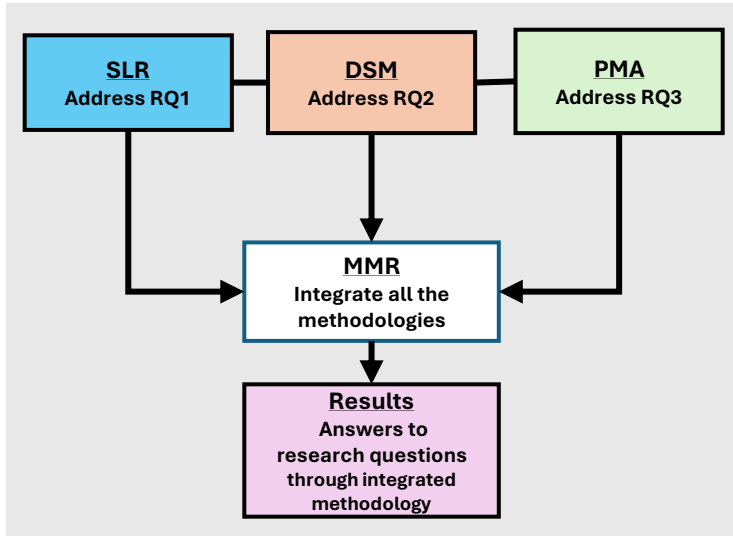 SLR
Address RQ1
DSM
Address RQ2
PMA
Address RQ3
MMR
Integrate all the
methodologies
Results
Answers to
research questions
through integrated
methodology